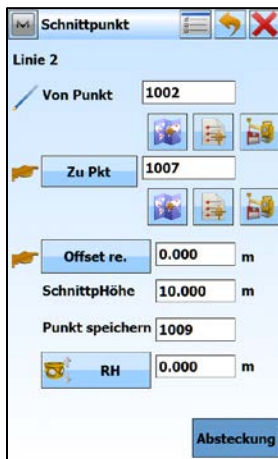 Schnittpunkt
Linie 2
Von Punkt 1002
Zu Pkt 1007
Offset re. 0.000 m
SchnittpHöhe 10.000 m
Punkt speichern 1009
RH 0.000 m
Absteckung